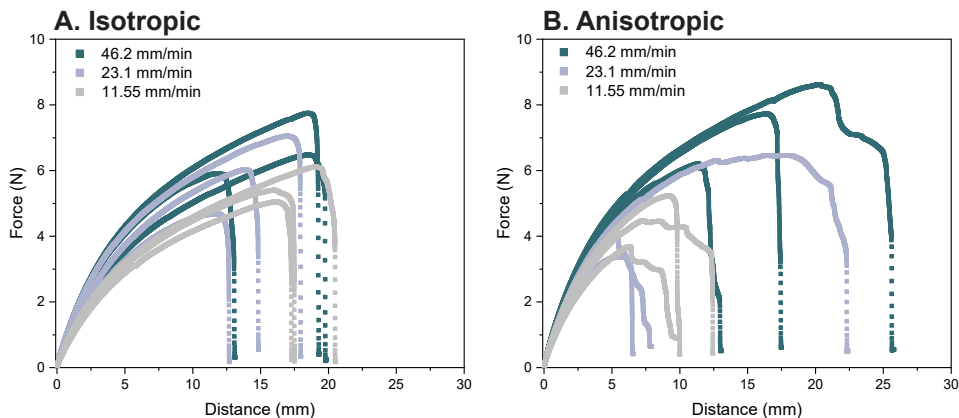 A. Isotropic
46.2 mm/min
23.1 mm/min
11.55 mm/min
10
8
6
4
2
0
Force (N)
0 5 10 15 20 25 30
Distance (mm)
B. Anisotropic
46.2 mm/min
23.1 mm/min
11.55 mm/min
10
8
6
4
2
0
Force (N)
0 5 10 15 20 25 30
Distance (mm)